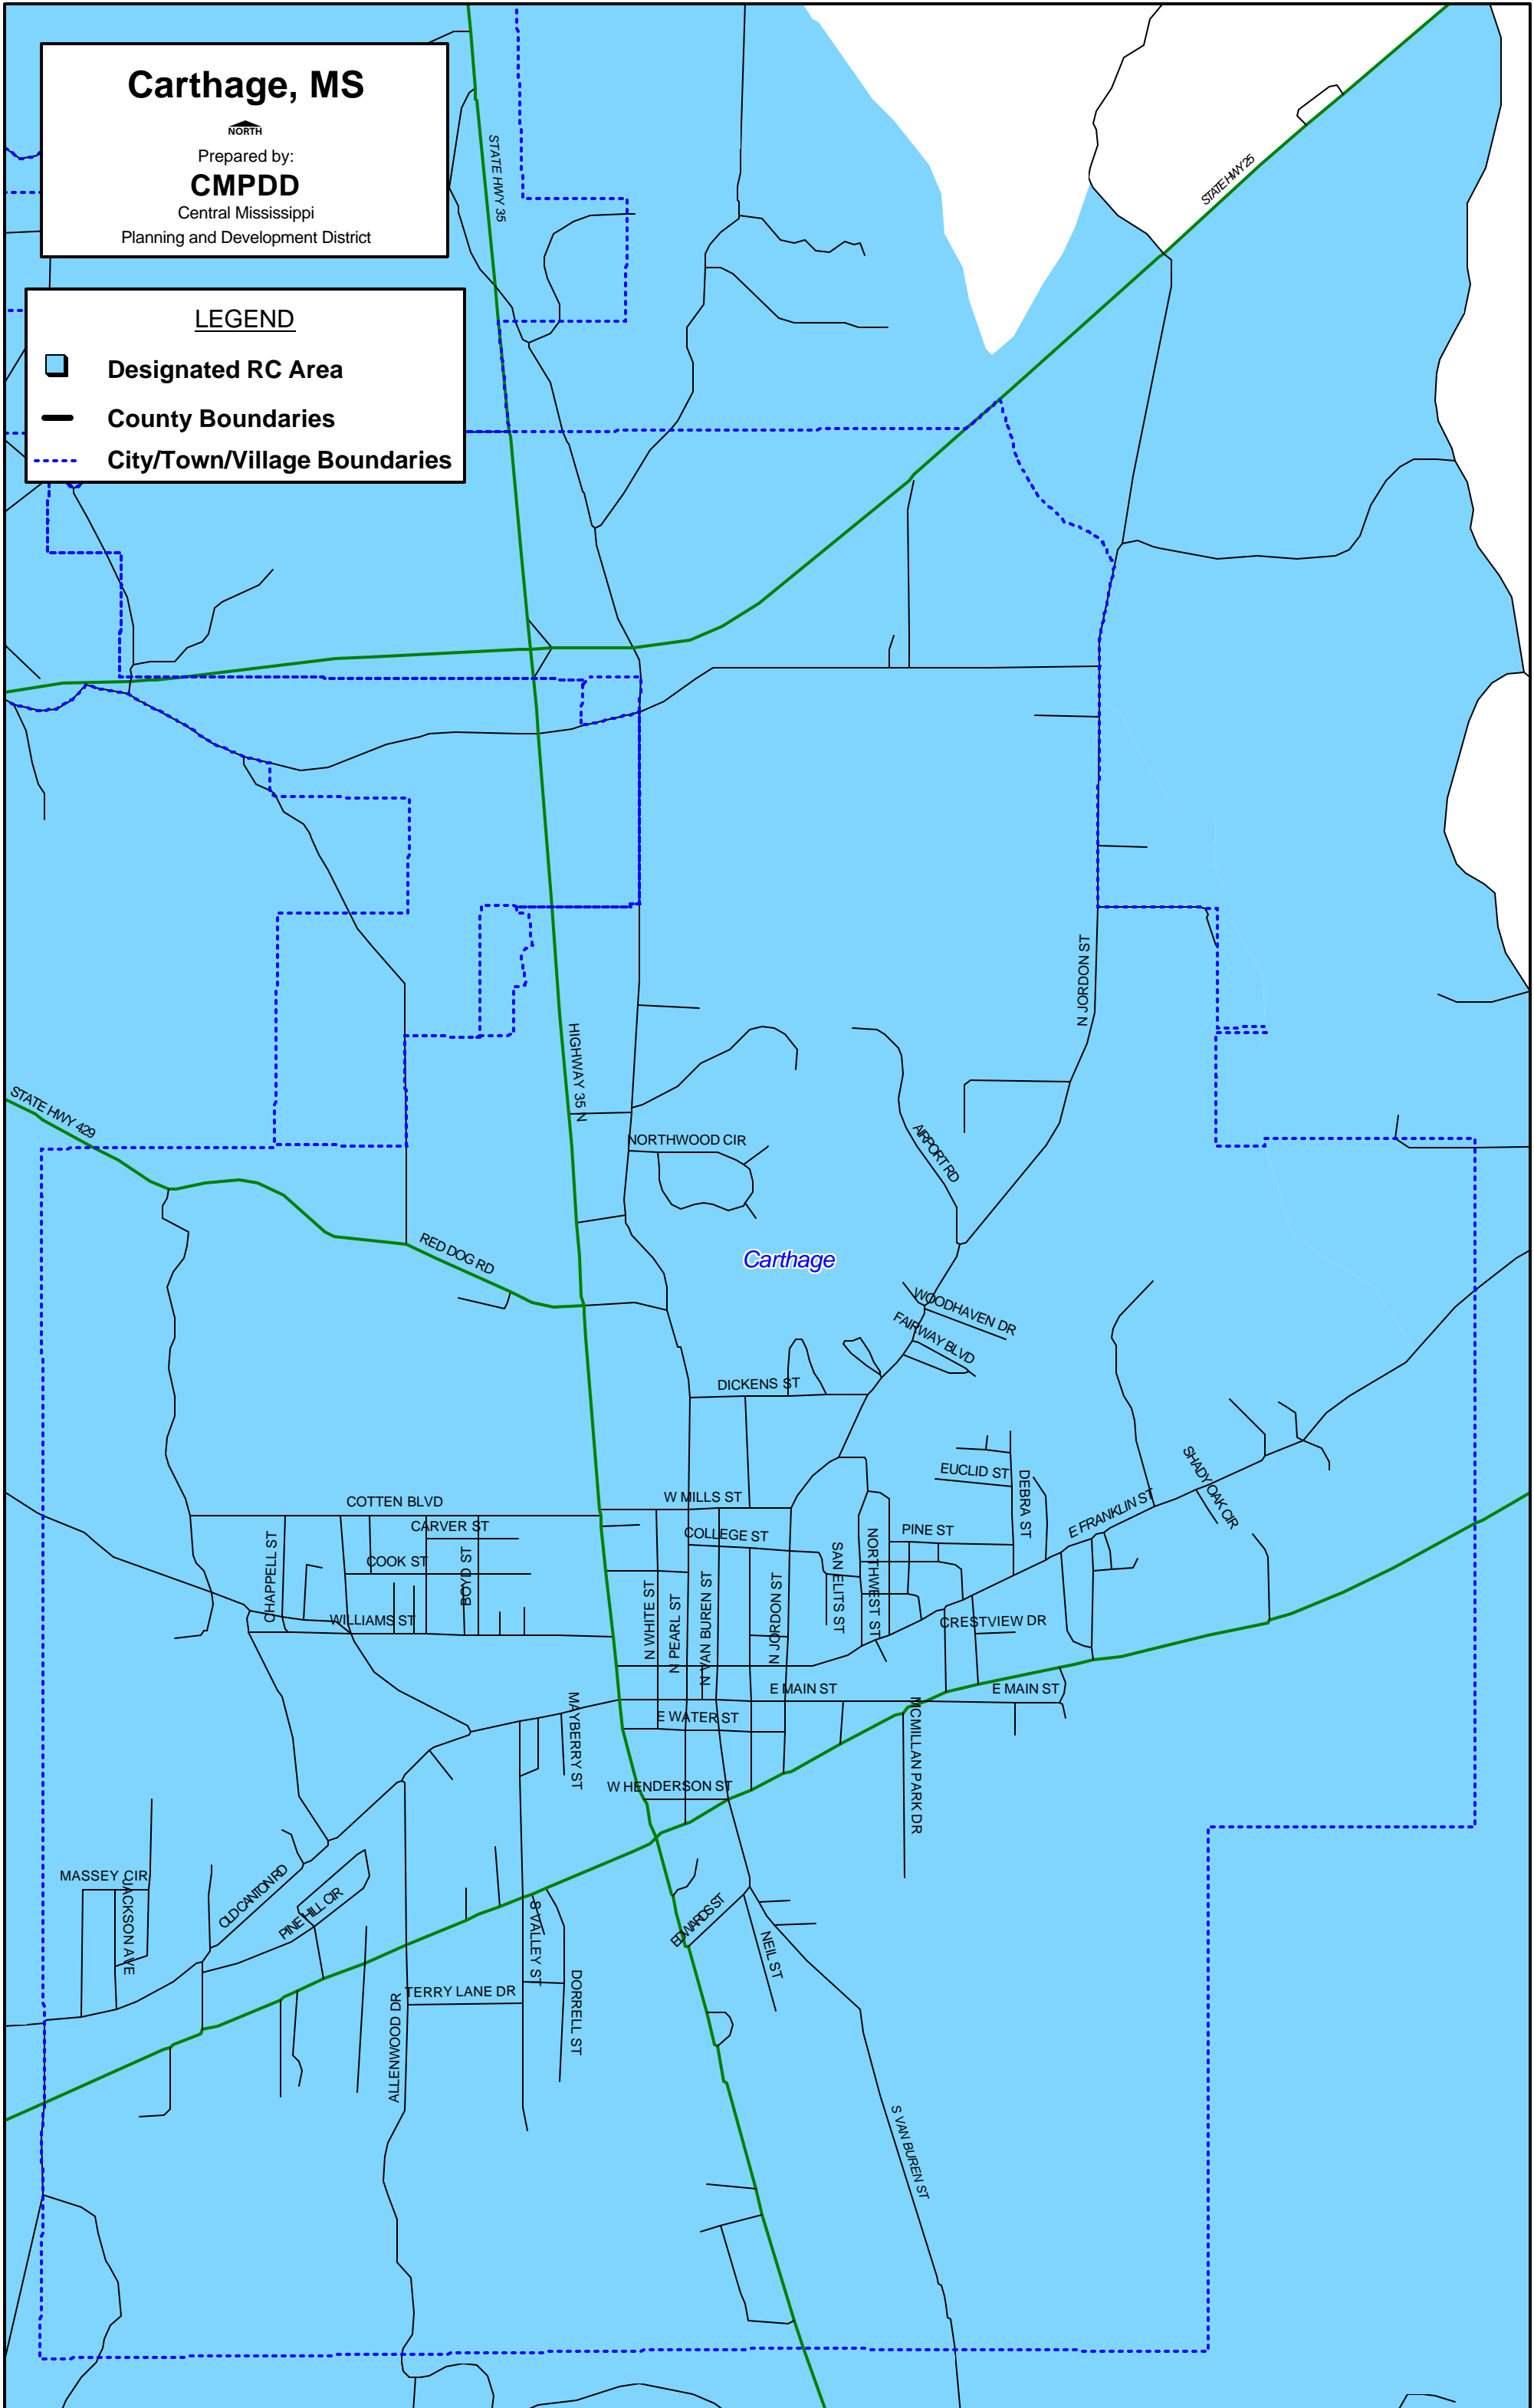 Carthage, MS
NORTH
Prepared by:
CMPDD
Central Mississippi
Planning and Development District
LEGEND
Designated RC Area
County Boundaries
City/Town/Village Boundaries
STATE HWY 35
STATE HWY 25
N JORDON ST
HIGHWAY 35 N
STATE HWY 429
NORTHWOOD CIR
AIRPORT RD
RED DOG RD
Carthage
WOODHAVEN DR
FAIRWAY BLVD
DICKENS ST
EUCLID ST
DEBRA ST
SHADY OAK CIR
COTTEN BLVD
W MILLS ST
E FRANKLIN ST
CARVER ST
COLLEGE ST
PINE ST
CHAPPELL ST
COOK ST
BOYD ST
SAN ELITS ST
NORTHWEST ST
WILLIAMS ST
N WHITE ST
N PEARL ST
N VAN BUREN ST
N JORDON ST
CRESTVIEW DR
E MAIN ST
E MAIN ST
MAYBERRY ST
E WATER ST
MCMILLAN PARK DR
W HENDERSON ST
MASSEY CIR
JACKSON AVE
OLD CANTON RD
PINE HILL CIR
S VALLEY ST
EDWARDS ST
NEIL ST
TERRY LANE DR
DORRELL ST
ALLENWOOD DR
S VAN BUREN ST